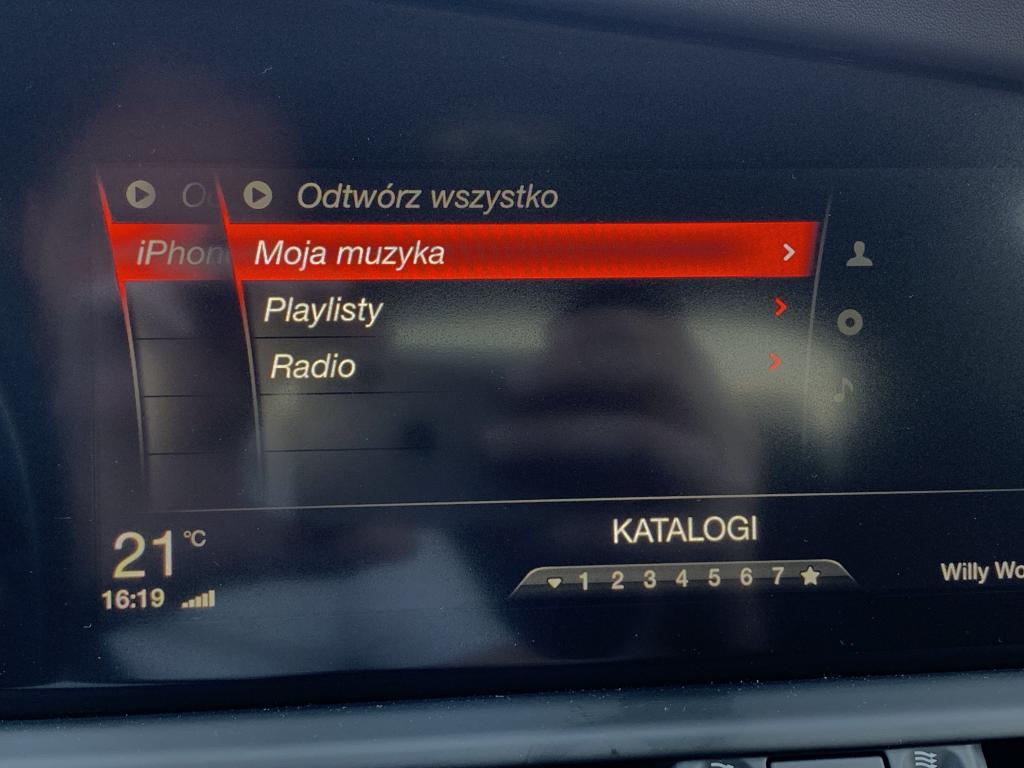 Odtwórz wszystko
iPhon
Moja muzyka
Playlisty
Radio
KATALOGI
21 °C
1 2 3 4 5 6 7
Willy Wo
16:19